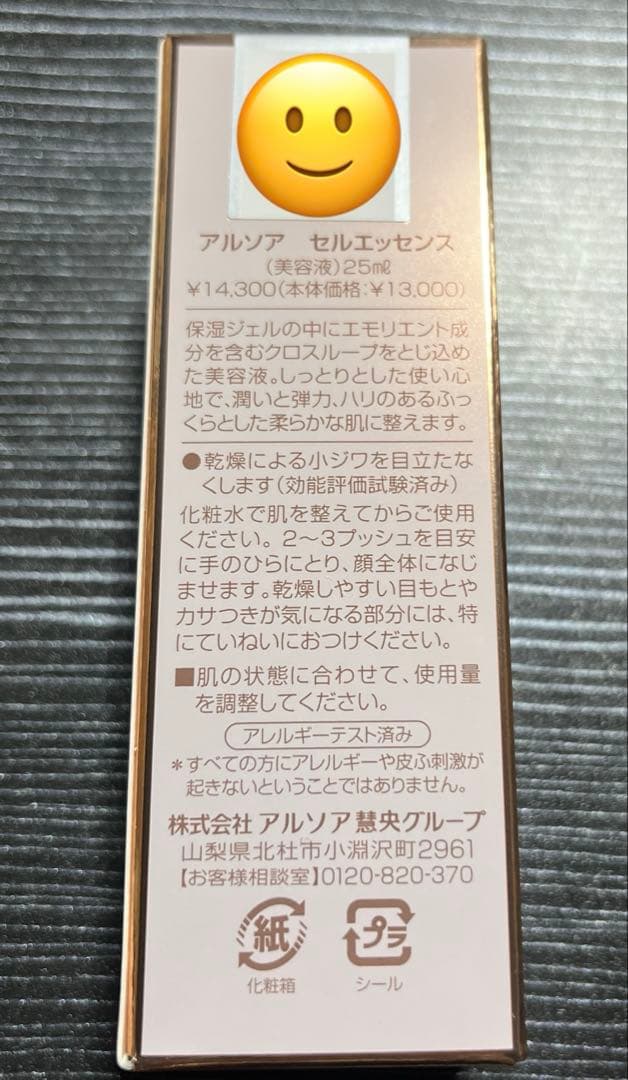 アルソア　セルエッセンス
(美容液)25mℓ
¥14,300(本体価格:¥13,000)
保湿ジェルの中にエモリエント成
分を含むクロスループをとじ込め
た美容液。しっとりとした使い心
地で、潤いと弾力、ハリのあるふっ
くらとした柔らかな肌に整えます。
●乾燥による小ジワを目立たな
くします(効能評価試験済み)
化粧水で肌を整えてからご使用
ください。2〜3プッシュを目安
に手のひらにとり、顔全体になじ
ませます。乾燥しやすい目もとや
カサつきが気になる部分には、特
にていねいにおつけください。
■肌の状態に合わせて、使用量
を調整してください。
アレルギーテスト済み
*すべての方にアレルギーや皮ふ刺激が
起きないということではありません。
株式会社 アルソア慧央グループ
山梨県北杜市小淵沢町2961
【お客様相談室】0120-820-370
紙 プラ
化粧箱 シール